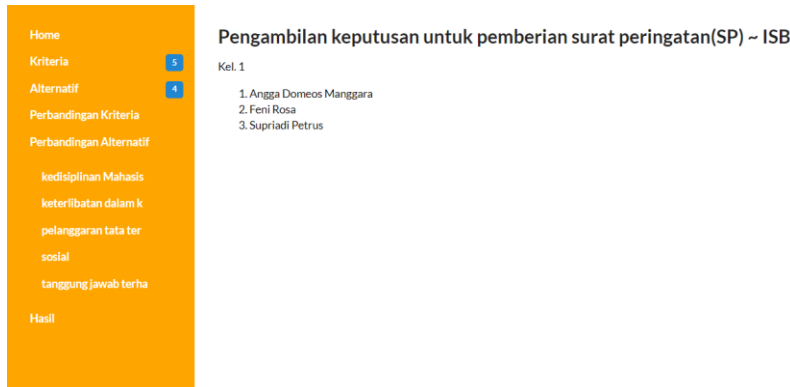 Home
Kriteria 5
Alternatif 4
Perbandingan Kriteria
Perbandingan Alternatif
kedisiplinan Mahasis
keterlibatan dalam k
pelanggaran tata ter
sosial
tanggung jawab terha
Hasil
Pengambilan keputusan untuk pemberian surat peringatan(SP) ~ ISB
Kel. 1
1. Angga Domeos Manggara
2. Feni Rosa
3. Supriadi Petrus